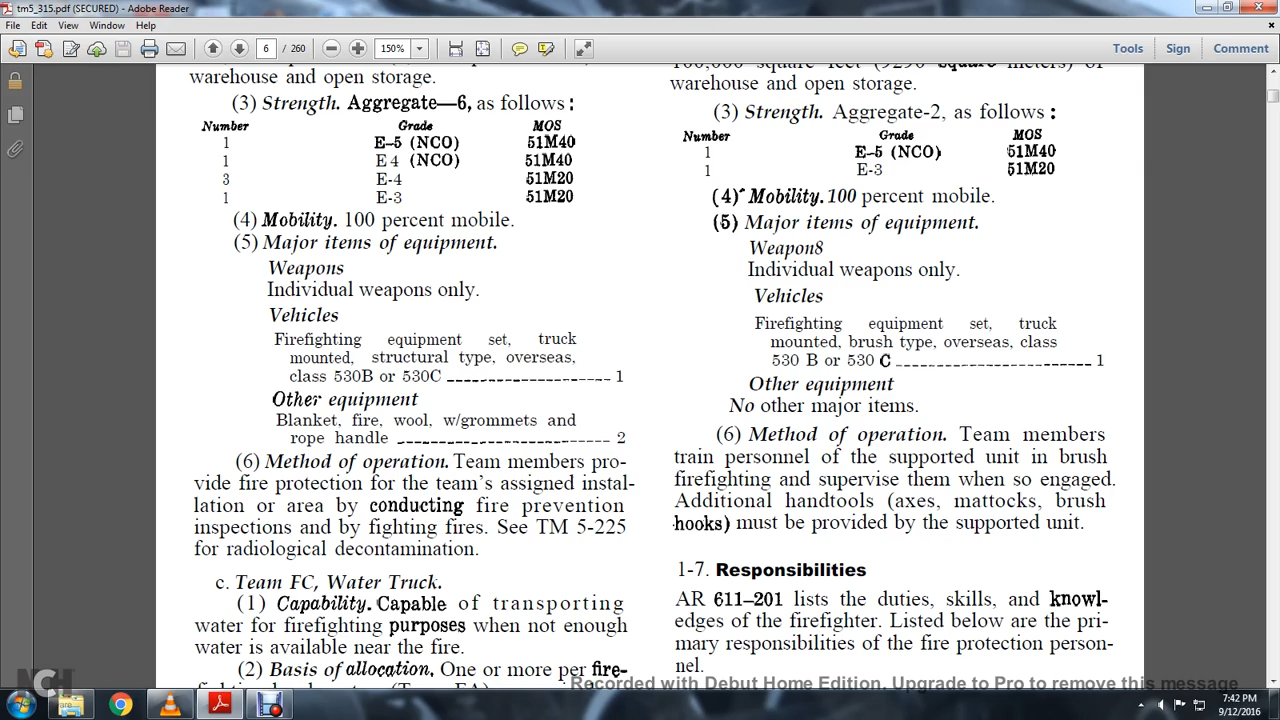 tm5_315.pdf (SECURED) - Adobe Reader
File Edit View Window Help
6 / 260 150% Tools Sign Comment
warehouse and open storage.
(3) Strength. Aggregate—6, as follows :
Number Grade MOS
1 E–5 (NCO) 51M40
1 E 4 (NCO) 51M40
3 E-4 51M20
1 E-3 51M20
(4) Mobility. 100 percent mobile.
(5) Major items of equipment.
Weapons
Individual weapons only.
Vehicles
Firefighting equipment set, truck
mounted, structural type, overseas,
class 530B or 530C 1
Other equipment
Blanket, fire, wool, w/grommets and
rope handle 2
(6) Method of operation. Team members pro-
vide fire protection for the team's assigned instal-
lation or area by conducting fire prevention
inspections and by fighting fires. See TM 5-225
for radiological decontamination.
c. Team FC, Water Truck.
(1) Capability. Capable of transporting
water for firefighting purposes when not enough
water is available near the fire.
(2) Basis of allocation. One or more per fire-
100,000 square feet (9290 square meters) of
warehouse and open storage.
(3) Strength. Aggregate-2, as follows :
Number Grade MOS
1 E–5 (NCO) 51M40
1 E-3 51M20
(4) Mobility. 100 percent mobile.
(5) Major items of equipment.
Weapon8
Individual weapons only.
Vehicles
Firefighting equipment set, truck
mounted, brush type, overseas, class
530 B or 530 C 1
Other equipment
No other major items.
(6) Method of operation. Team members
train personnel of the supported unit in brush
firefighting and supervise them when so engaged.
Additional handtools (axes, mattocks, brush
hooks) must be provided by the supported unit.
1-7. Responsibilities
AR 611–201 lists the duties, skills, and knowl-
edges of the firefighter. Listed below are the pri-
mary responsibilities of the fire protection person-
nel.
Recorded with Debut Home Edition. Upgrade to Pro to remove this message
NCH
7:42 PM
9/12/2016